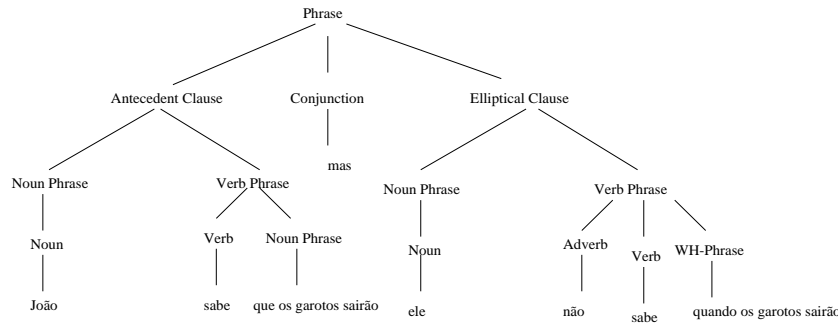 Phrase
Antecedent Clause Conjunction Elliptical Clause
mas
Noun Phrase Verb Phrase Noun Phrase Verb Phrase
Noun Verb Noun Phrase Noun Adverb Verb WH-Phrase
João sabe que os garotos sairão ele não sabe quando os garotos sairão